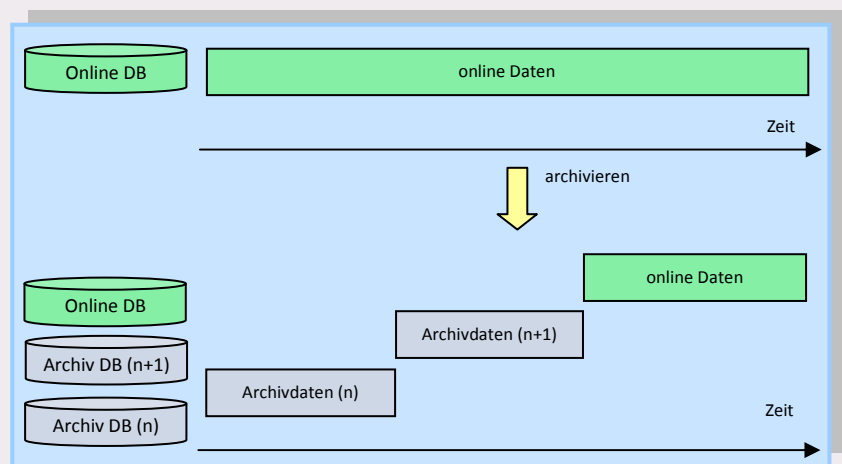 Online DB
online Daten
Zeit
archivieren
online Daten
Online DB
Archivdaten (n+1)
Archiv DB (n+1)
Archivdaten (n)
Zeit
Archiv DB (n)